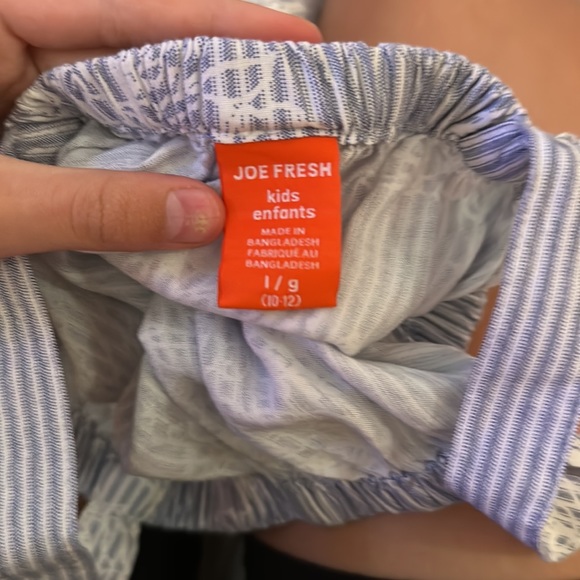 JOE FRESH
kids
enfants
MADE IN
BANGLADESH
FABRIQUÉ AU
BANGLADESH
l/g
(10-12)